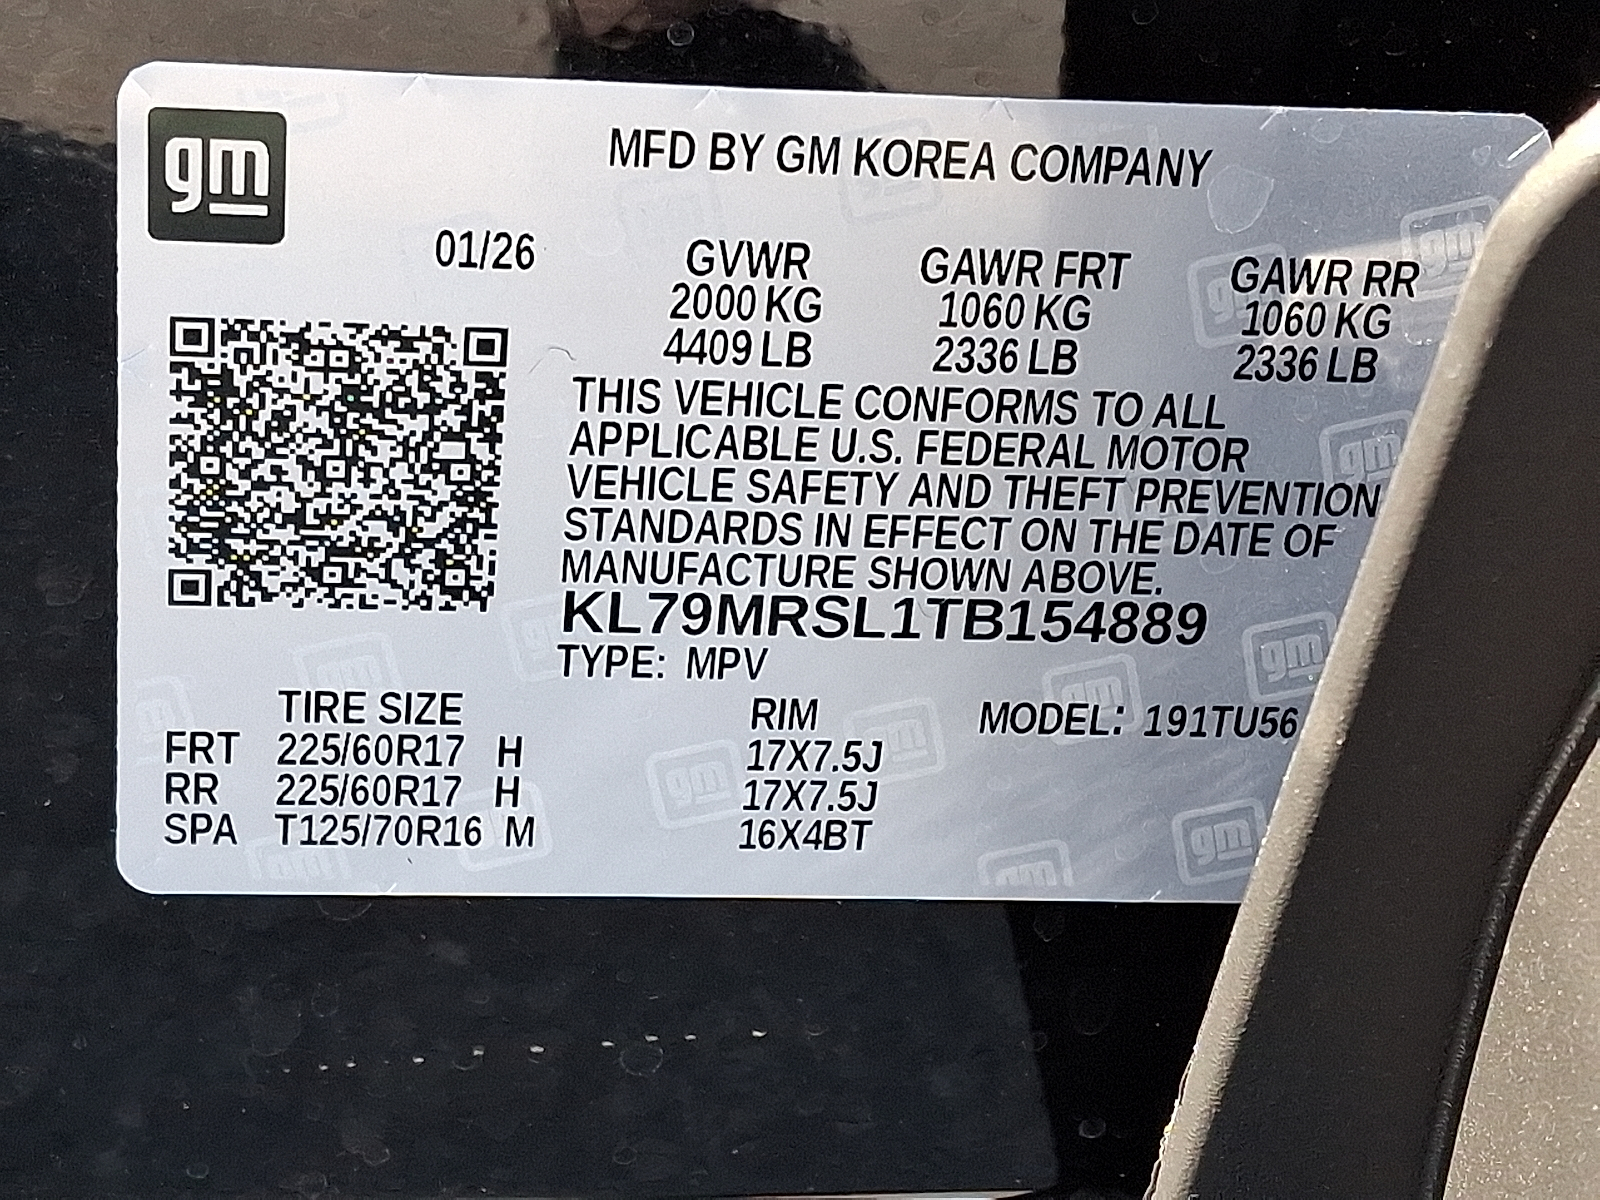 gm
MFD BY GM KOREA COMPANY
01/26
GVWR GAWR FRT GAWR RR
2000 KG 1060 KG 1060 KG
4409 LB 2336 LB 2336 LB
THIS VEHICLE CONFORMS TO ALL
APPLICABLE U.S. FEDERAL MOTOR
VEHICLE SAFETY AND THEFT PREVENTION
STANDARDS IN EFFECT ON THE DATE OF
MANUFACTURE SHOWN ABOVE.
KL79MRSL1TB154889
TYPE: MPV
TIRE SIZE RIM MODEL: 191TU56
FRT 225/60R17 H 17X7.5J
RR 225/60R17 H 17X7.5J
SPA T125/70R16 M 16X4BT